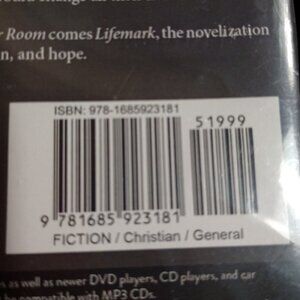 r Room comes Lifemark, the novelization
n, and hope.
ISBN: 978-1685923181
51999
9 781685 923181
FICTION / Christian / General
as well as newer DVD players, CD players, and car
be compatible with MP3 CDs.